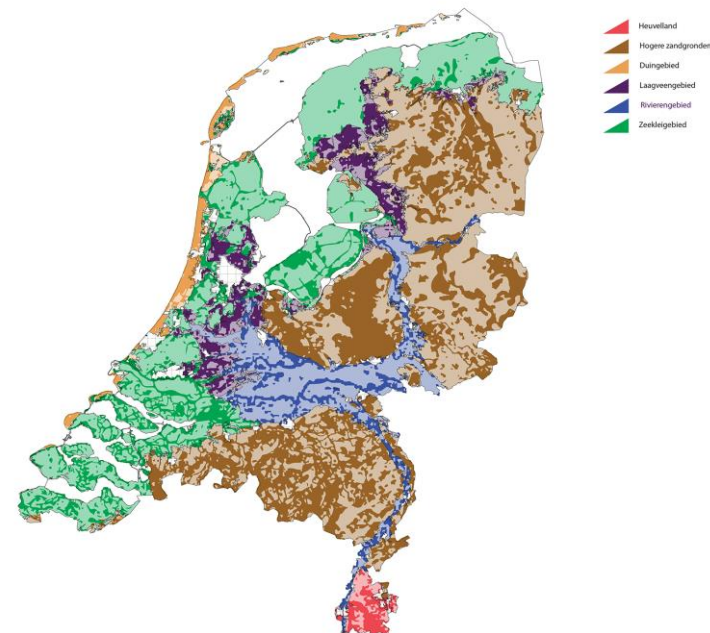 Heuvelland
Hogere zandgronden
Duingebied
Laagveengebied
Rivierengebied
Zeekleigebied